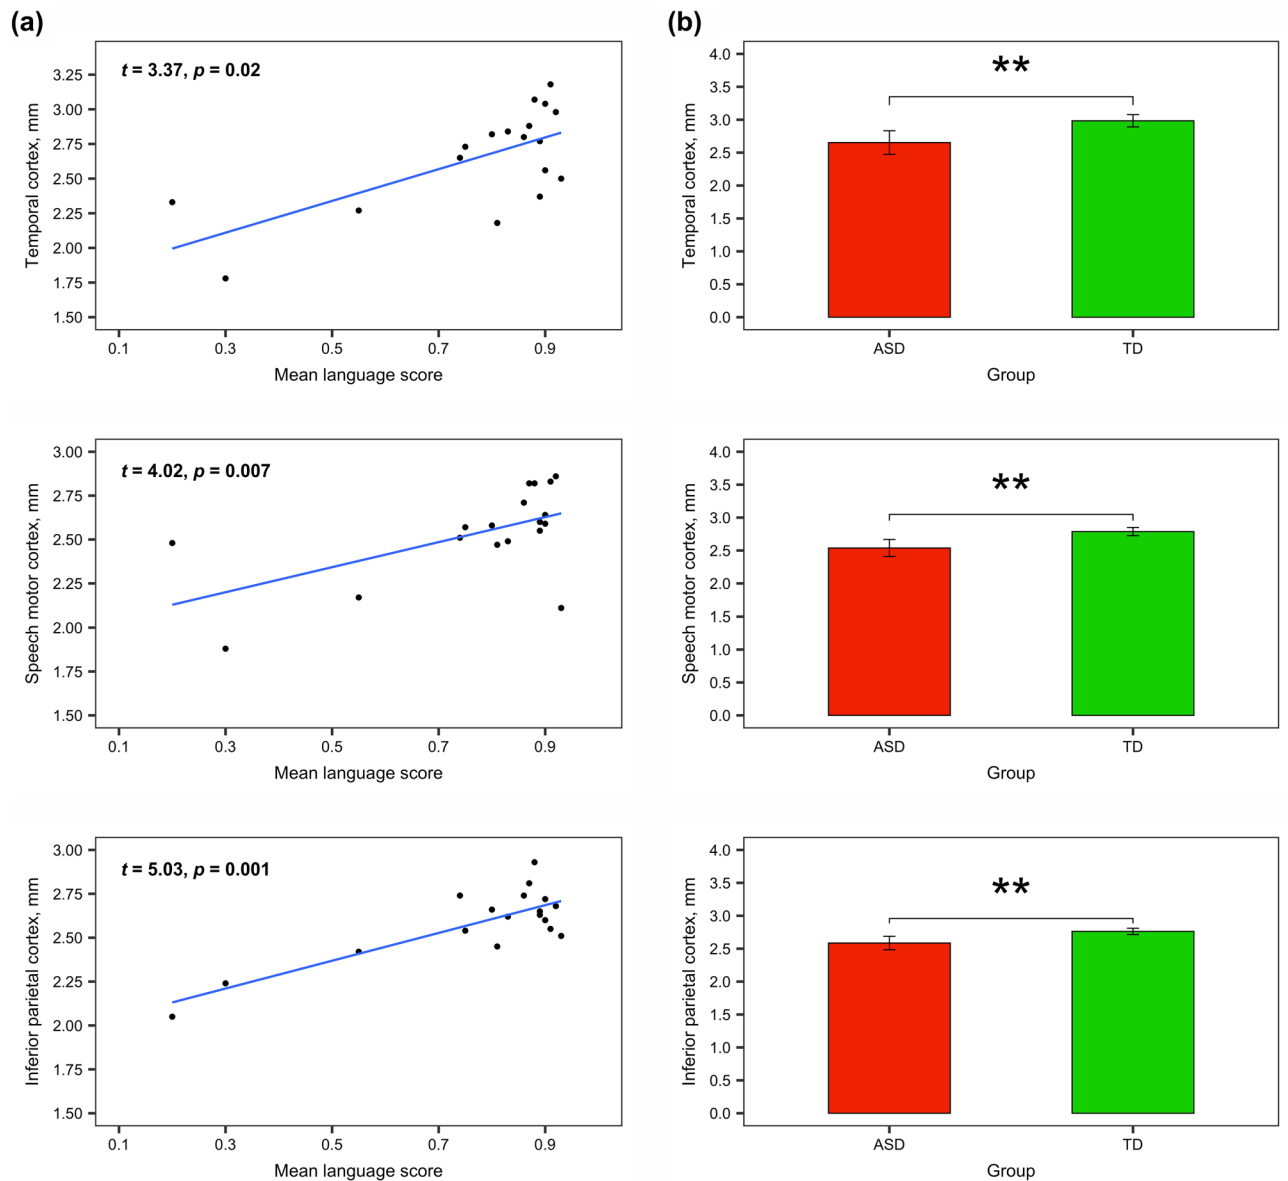 (a)
t = 3.37, p = 0.02
Temporal cortex, mm
3.25
3.00
2.75
2.50
2.25
2.00
1.75
1.50
0.1 0.3 0.5 0.7 0.9
Mean language score
(b)
**
Temporal cortex, mm
4.0
3.5
3.0
2.5
2.0
1.5
1.0
0.5
0.0
ASD TD
Group
t = 4.02, p = 0.007
Speech motor cortex, mm
3.00
2.75
2.50
2.25
2.00
1.75
1.50
0.1 0.3 0.5 0.7 0.9
Mean language score
**
Speech motor cortex, mm
4.0
3.5
3.0
2.5
2.0
1.5
1.0
0.5
0.0
ASD TD
Group
t = 5.03, p = 0.001
Inferior parietal cortex, mm
3.00
2.75
2.50
2.25
2.00
1.75
1.50
0.1 0.3 0.5 0.7 0.9
Mean language score
**
Inferior parietal cortex, mm
4.0
3.5
3.0
2.5
2.0
1.5
1.0
0.5
0.0
ASD TD
Group